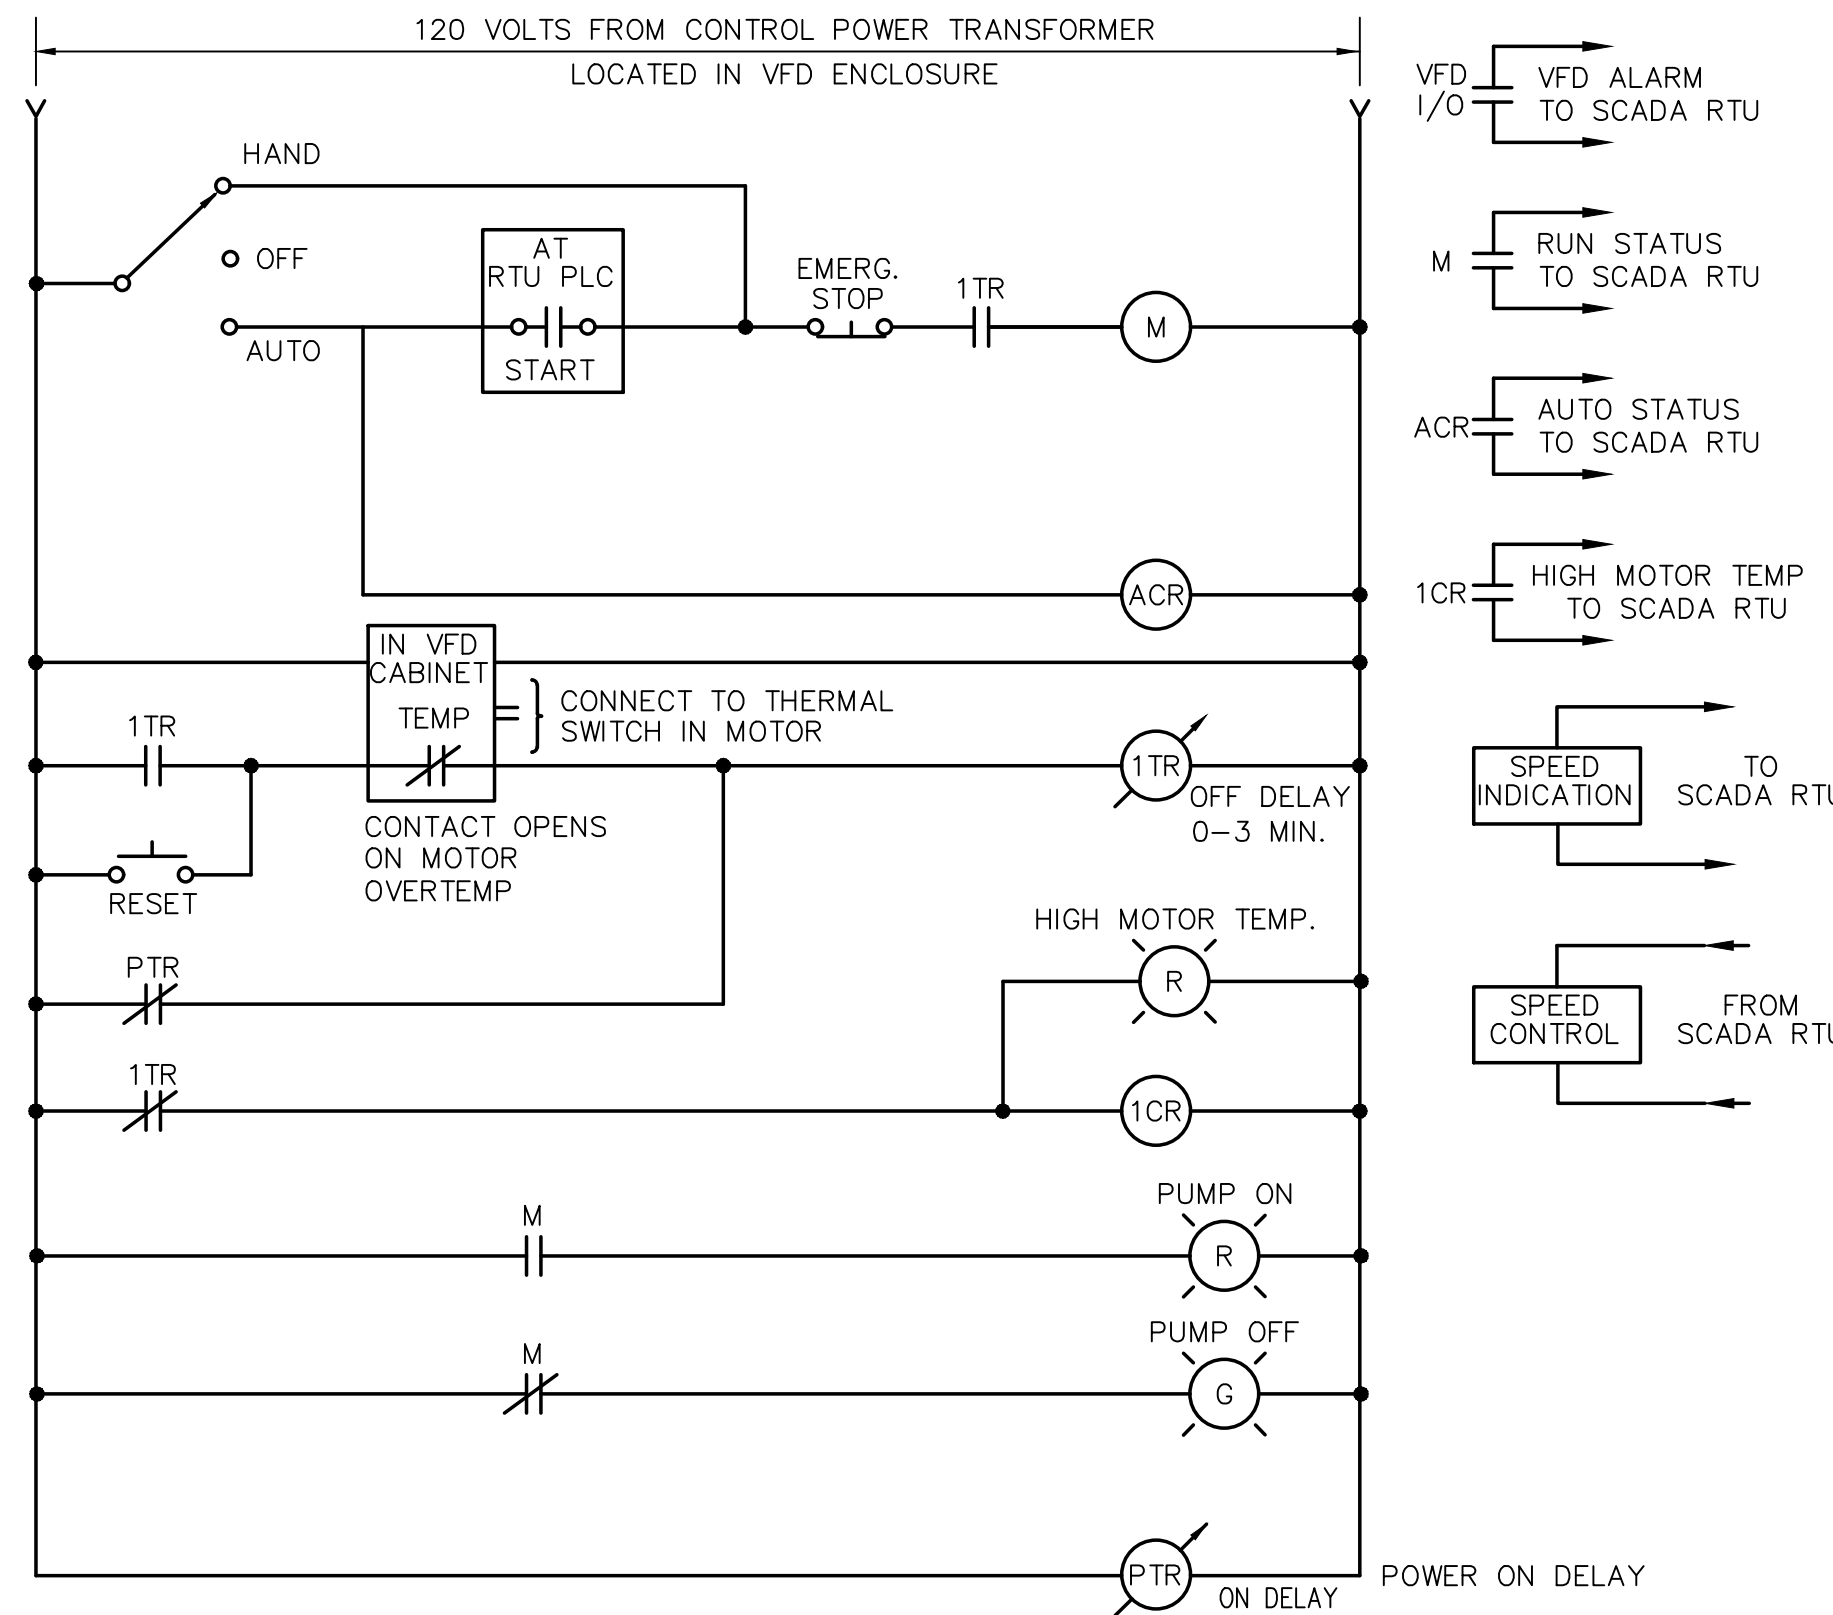 120 VOLTS FROM CONTROL POWER TRANSFORMER
LOCATED IN VFD ENCLOSURE
HAND
OFF
AUTO
AT
RTU PLC
START
EMERG.
STOP
1TR
M
ACR
IN VFD
CABINET
TEMP
CONNECT TO THERMAL
SWITCH IN MOTOR
1TR
1TR
OFF DELAY
0-3 MIN.
CONTACT OPENS
ON MOTOR
OVERTEMP
RESET
HIGH MOTOR TEMP.
R
PTR
1TR
1CR
PUMP ON
M
R
PUMP OFF
M
G
PTR
ON DELAY
POWER ON DELAY
VFD
I/O
VFD ALARM
TO SCADA RTU
M
RUN STATUS
TO SCADA RTU
ACR
AUTO STATUS
TO SCADA RTU
1CR
HIGH MOTOR TEMP
TO SCADA RTU
SPEED
INDICATION
TO
SCADA RTU
SPEED
CONTROL
FROM
SCADA RTU